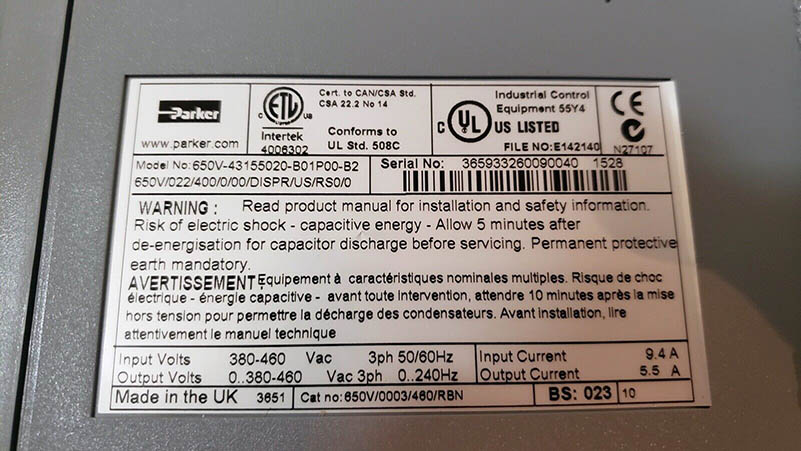 Parker
www.parker.com
ETL
C
US
Intertek
4006302
Cert. to CAN/CSA Std.
CSA 22.2 No 14
Conforms to
UL Std. 508C
C UL US LISTED
Industrial Control
Equipment 55Y4
FILE NO:E142140
CE
N27107
Model No:650V-43155020-B01P00-B2
650V/022/400/0/00/DISPR/US/RS0/0
Serial No: 365933260090040 1528
WARNING : Read product manual for installation and safety information.
Risk of electric shock - capacitive energy - Allow 5 minutes after
de-energisation for capacitor discharge before servicing. Permanent protective
earth mandatory.
AVERTISSEMENT Equipement à caractéristiques nominales multiples. Risque de choc
électrique - énergie capacitive - avant toute intervention, attendre 10 minutes après la mise
hors tension pour permettre la décharge des condensateurs. Avant installation, lire
attentivement le manuel technique
Input Volts 380-460 Vac 3ph 50/60Hz Input Current 9.4 A
Output Volts 0..380-460 Vac 3ph 0..240Hz Output Current 5.5 A
Made in the UK 3651 Cat no:650V/0003/460/RBN BS: 023 10